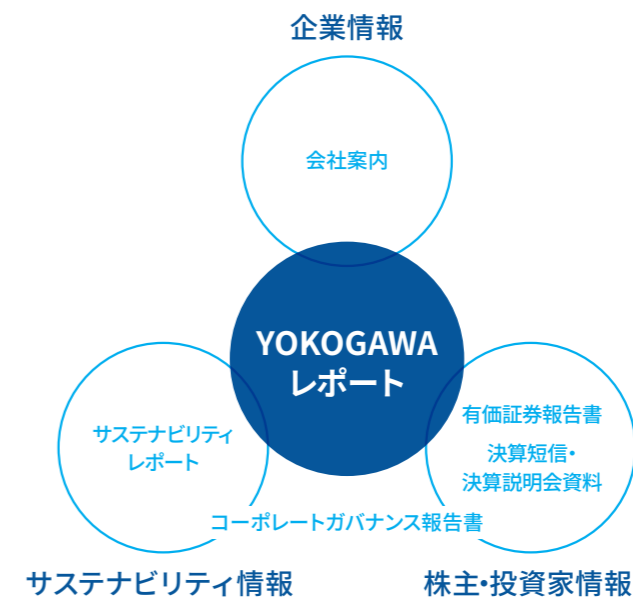 企業情報
会社案内
YOKOGAWA
レポート
サステナビリティ
レポート
有価証券報告書
決算短信・
決算説明会資料
コーポレートガバナンス報告書
サステナビリティ情報
株主・投資家情報